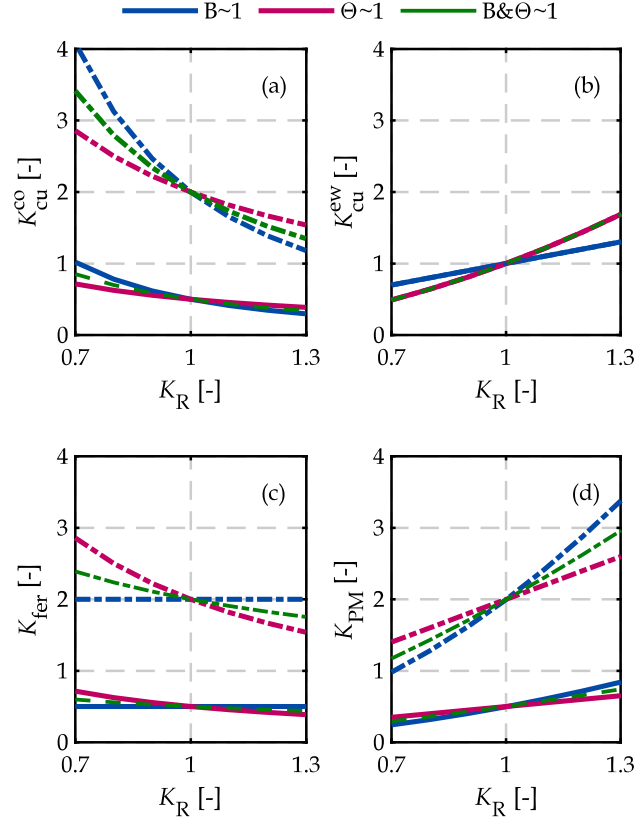 B~1 Θ~1 B&Θ~1
(a)
4
3
2
1
0
K_cu^co [-]
0.7 1 1.3
K_R [-]
(b)
4
3
2
1
0
K_cu^ew [-]
0.7 1 1.3
K_R [-]
(c)
4
3
2
1
0
K_fer [-]
0.7 1 1.3
K_R [-]
(d)
4
3
2
1
0
K_PM [-]
0.7 1 1.3
K_R [-]